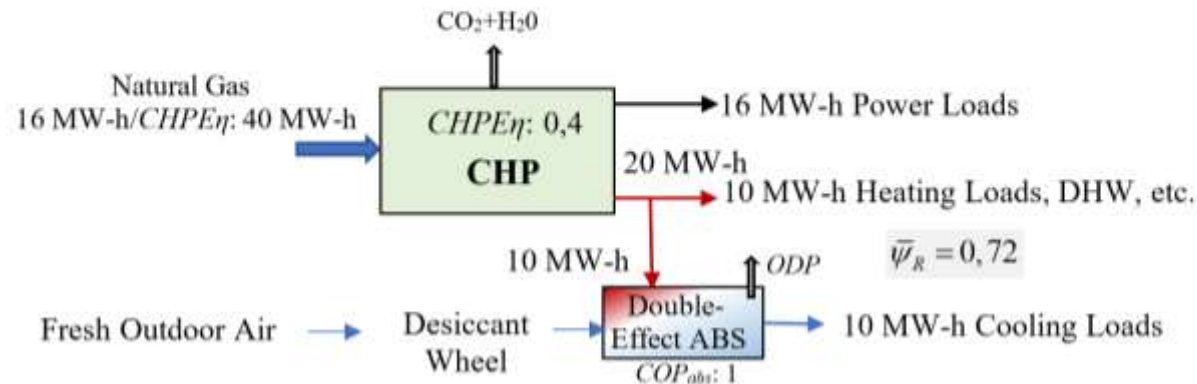 CO₂+H₂0
Natural Gas
16 MW-h/CHPEη: 40 MW-h
CHPEη: 0,4
CHP
16 MW-h Power Loads
20 MW-h
10 MW-h Heating Loads, DHW, etc.
ψ̄_R = 0,72
10 MW-h
ODP
Fresh Outdoor Air
Desiccant
Wheel
Double-
Effect ABS
10 MW-h Cooling Loads
COP_abs: 1